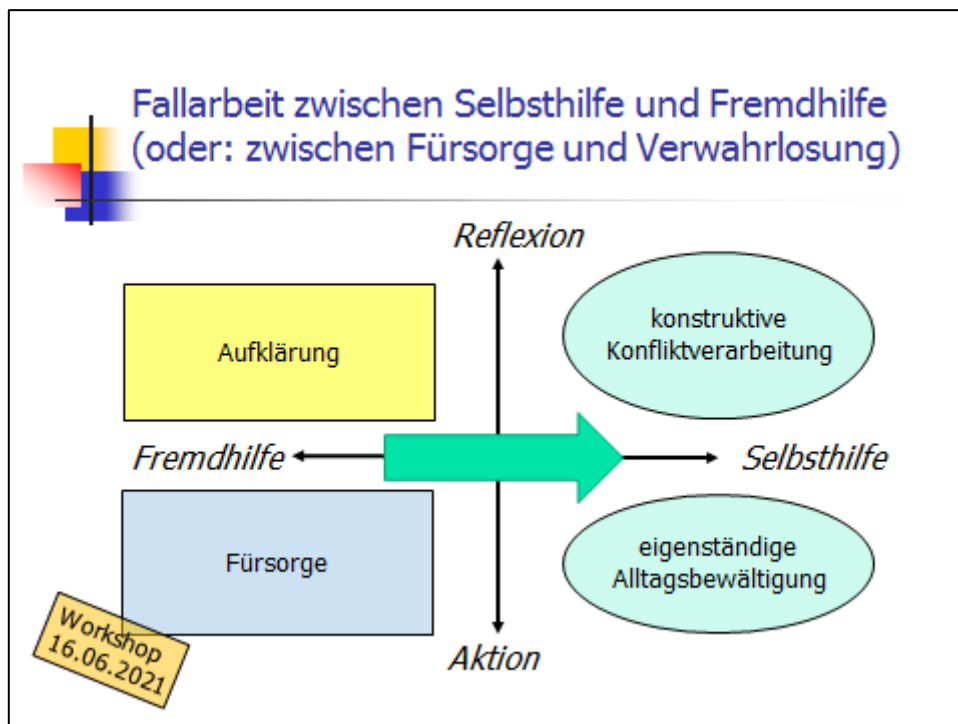 Fallarbeit zwischen Selbsthilfe und Fremdhilfe
(oder: zwischen Fürsorge und Verwahrlosung)
Reflexion
Aufklärung
konstruktive
Konfliktverarbeitung
Fremdhilfe
Selbsthilfe
Fürsorge
eigenständige
Alltagsbewältigung
Workshop
16.06.2021
Aktion